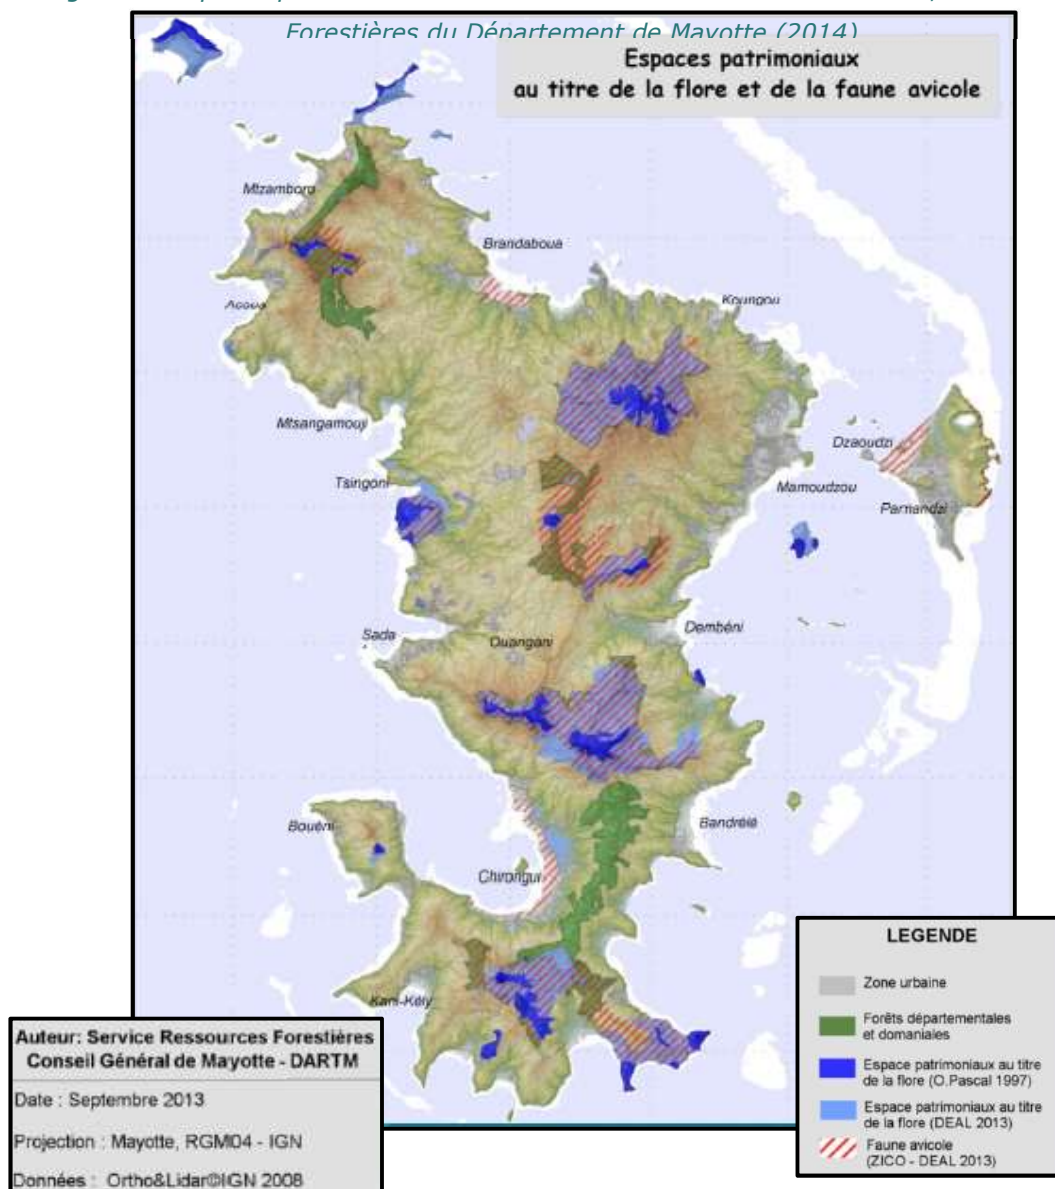 Forestières du Département de Mayotte (2014)
Espaces patrimoniaux
au titre de la flore et de la faune avicole
Mtzamboro
Brandaboua
Acoua
Koungou
Mtsangamouji
Dzaoudzi
Tsingoni
Mamoudzou
Pamandzi
Sada
Ouangani
Dembéni
Bouéni
Bandrélé
Chirongui
Kani-Kély
LEGENDE
Zone urbaine
Forêts départementales
et domaniales
Espace patrimoniaux au titre
de la flore (O.Pascal 1997)
Espace patrimoniaux au titre
de la flore (DEAL 2013)
Faune avicole
(ZICO - DEAL 2013)
Auteur: Service Ressources Forestières
Conseil Général de Mayotte - DARTM
Date : Septembre 2013
Projection : Mayotte, RGM04 - IGN
Données : Ortho&Lidar©IGN 2008